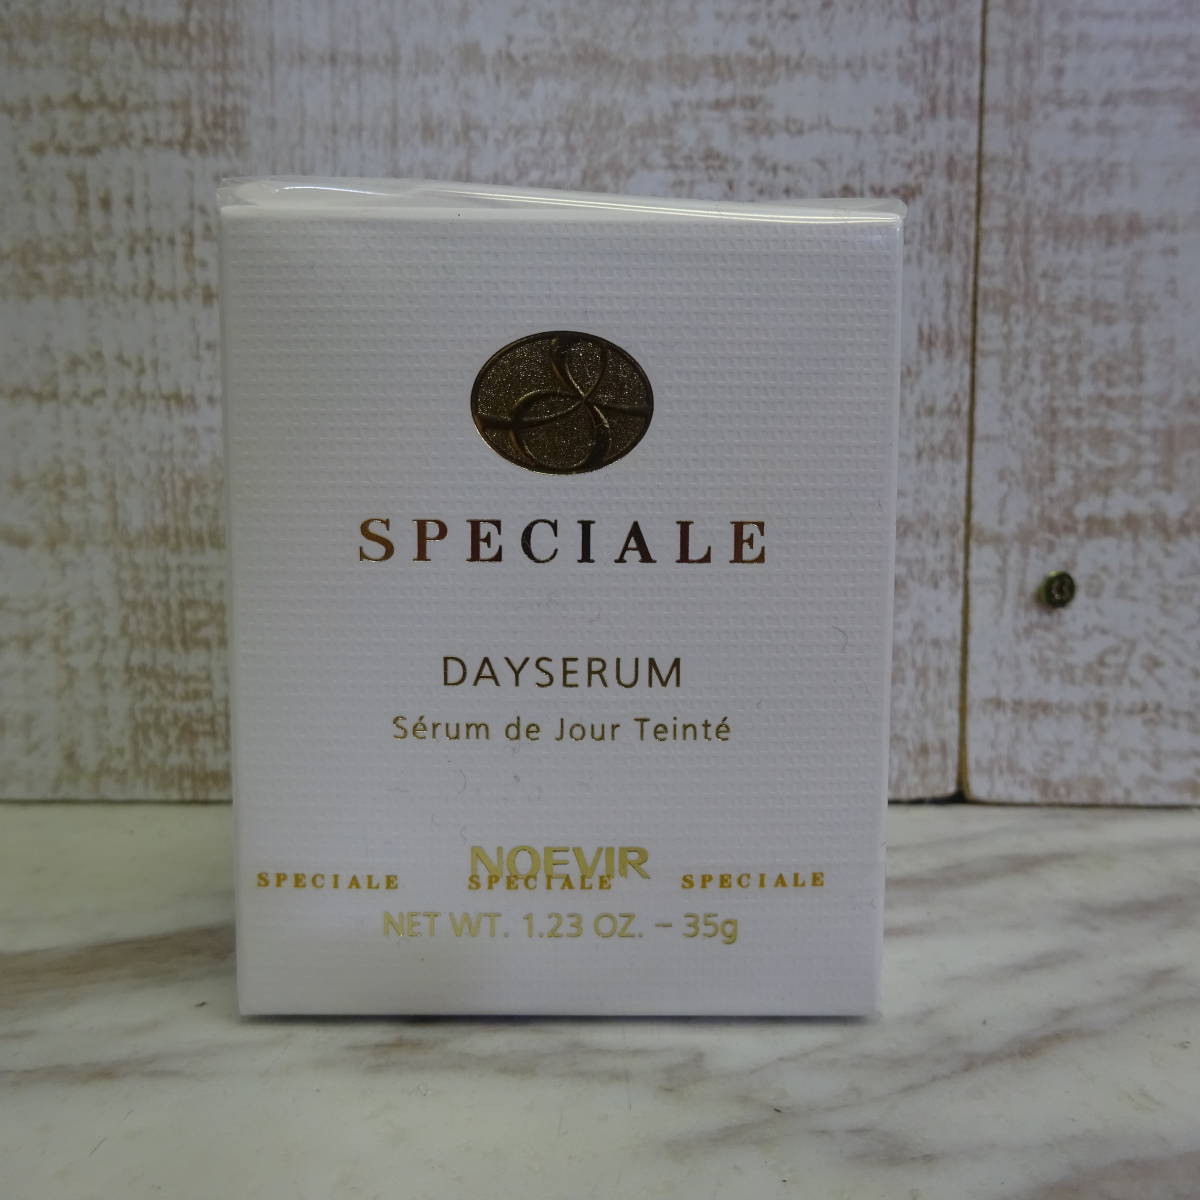 SPECIALE
DAYSERUM
Sérum de Jour Teinté
NOEVIR
SPECIALE SPECIALE SPECIALE
NET WT. 1.23 OZ. – 35g